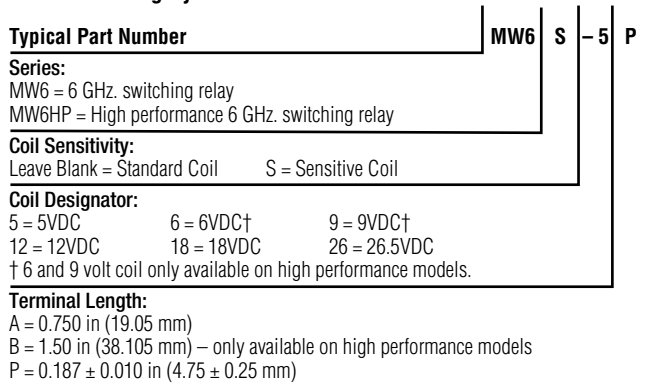 Typical Part Number MW6 S – 5 P
Series:
MW6 = 6 GHz. switching relay
MW6HP = High performance 6 GHz. switching relay
Coil Sensitivity:
Leave Blank = Standard Coil S = Sensitive Coil
Coil Designator:
5 = 5VDC 6 = 6VDC† 9 = 9VDC†
12 = 12VDC 18 = 18VDC 26 = 26.5VDC
† 6 and 9 volt coil only available on high performance models.
Terminal Length:
A = 0.750 in (19.05 mm)
B = 1.50 in (38.105 mm) – only available on high performance models
P = 0.187 ± 0.010 in (4.75 ± 0.25 mm)